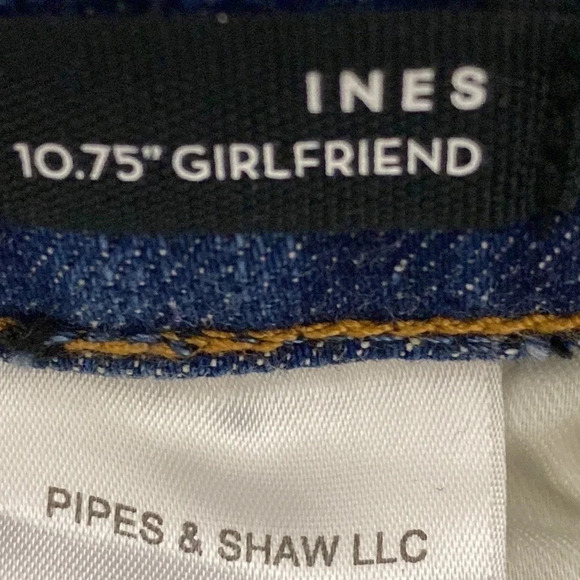 INES
10.75" GIRLFRIEND
PIPES & SHAW LLC